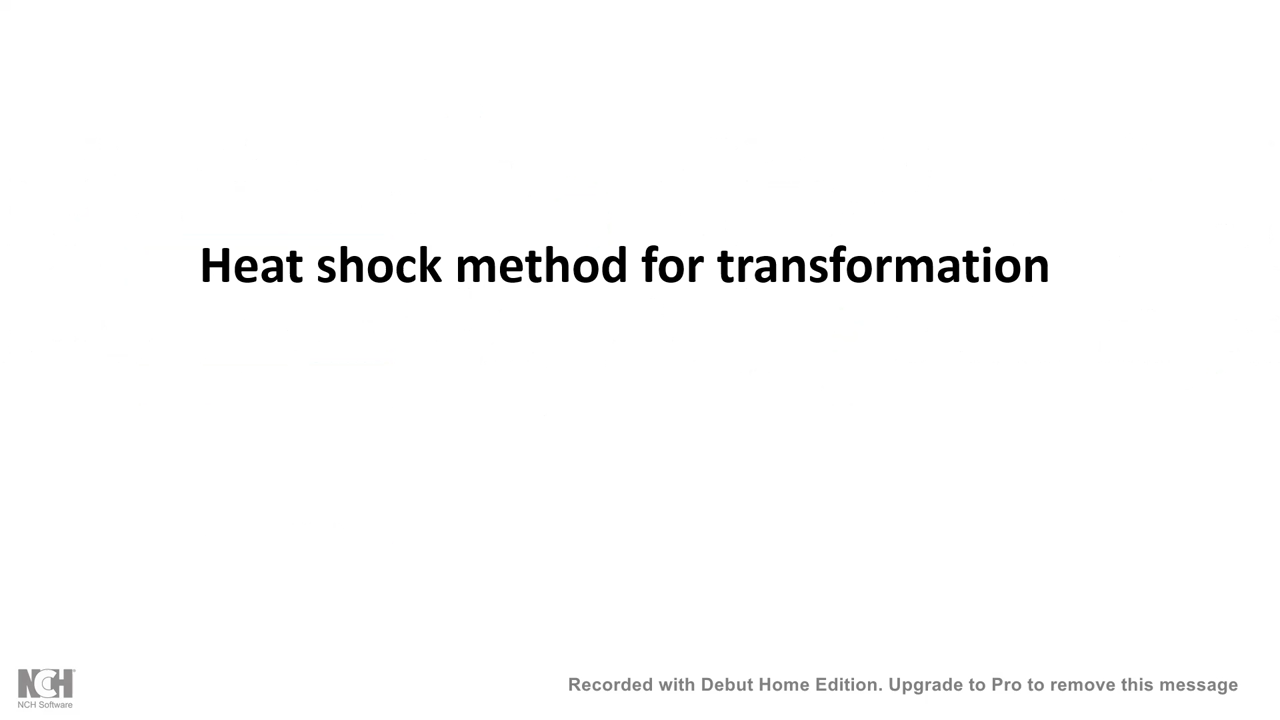 Heat shock method for transformation
NCH
NCH Software
Recorded with Debut Home Edition. Upgrade to Pro to remove this message